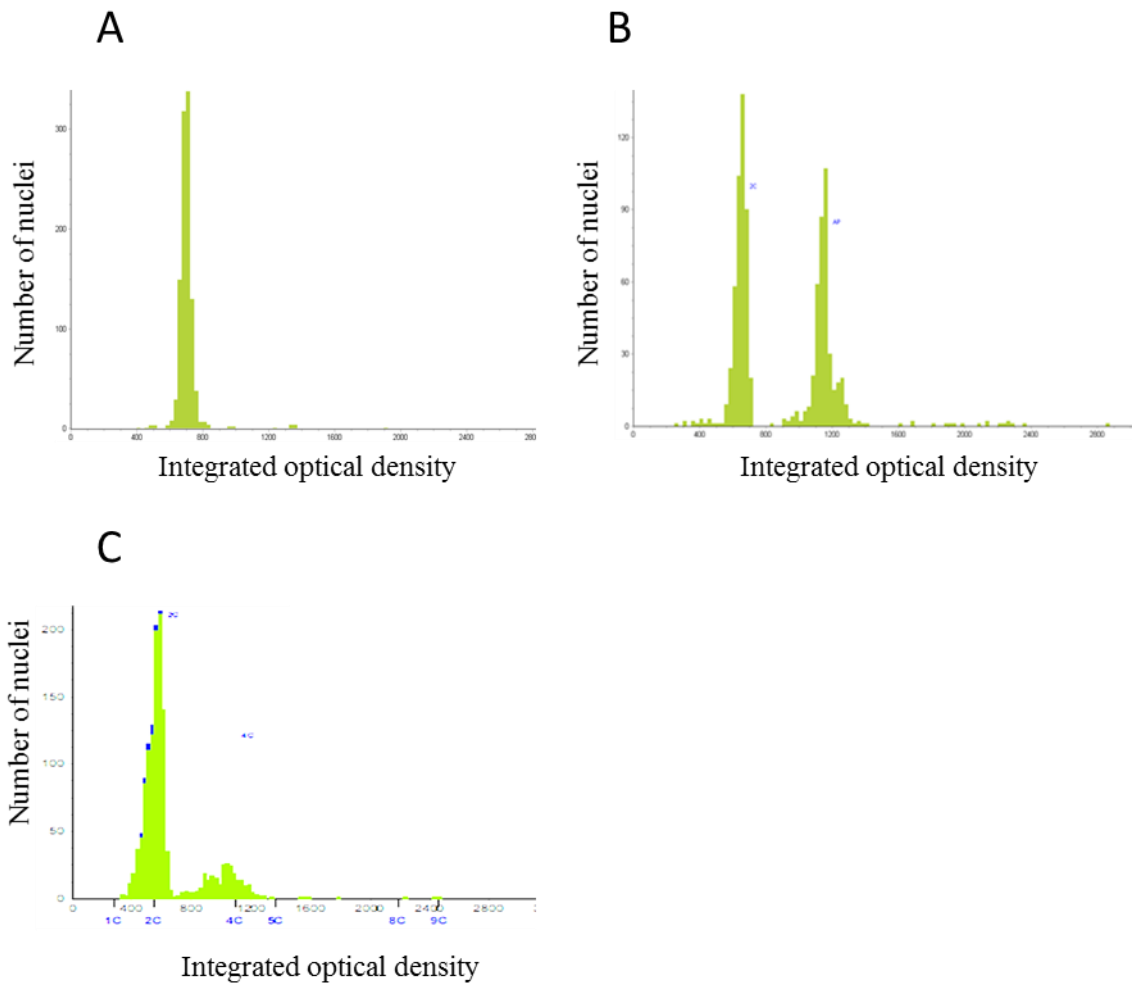 A
Number of nuclei
300
200
100
0
0 400 800 1200 1600 2000 2400 280
Integrated optical density
B
Number of nuclei
120
90
60
30
0
2C
AP
0 400 800 1200 1600 2000 2400 2800
Integrated optical density
C
Number of nuclei
200
150
100
50
0
2C
4C
0 400 800 1200 1600 2000 2400 2800
1C 2C 4C 5C 8C 9C
Integrated optical density